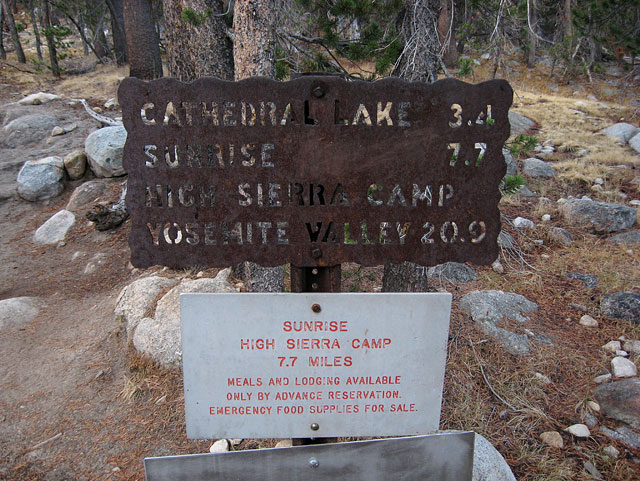 CATHEDRAL LAKE 3.4
SUNRISE 7.7
HIGH SIERRA CAMP
YOSEMITE VALLEY 20.9
SUNRISE
HIGH SIERRA CAMP
7.7 MILES
MEALS AND LODGING AVAILABLE
ONLY BY ADVANCE RESERVATION.
EMERGENCY FOOD SUPPLIES FOR SALE.